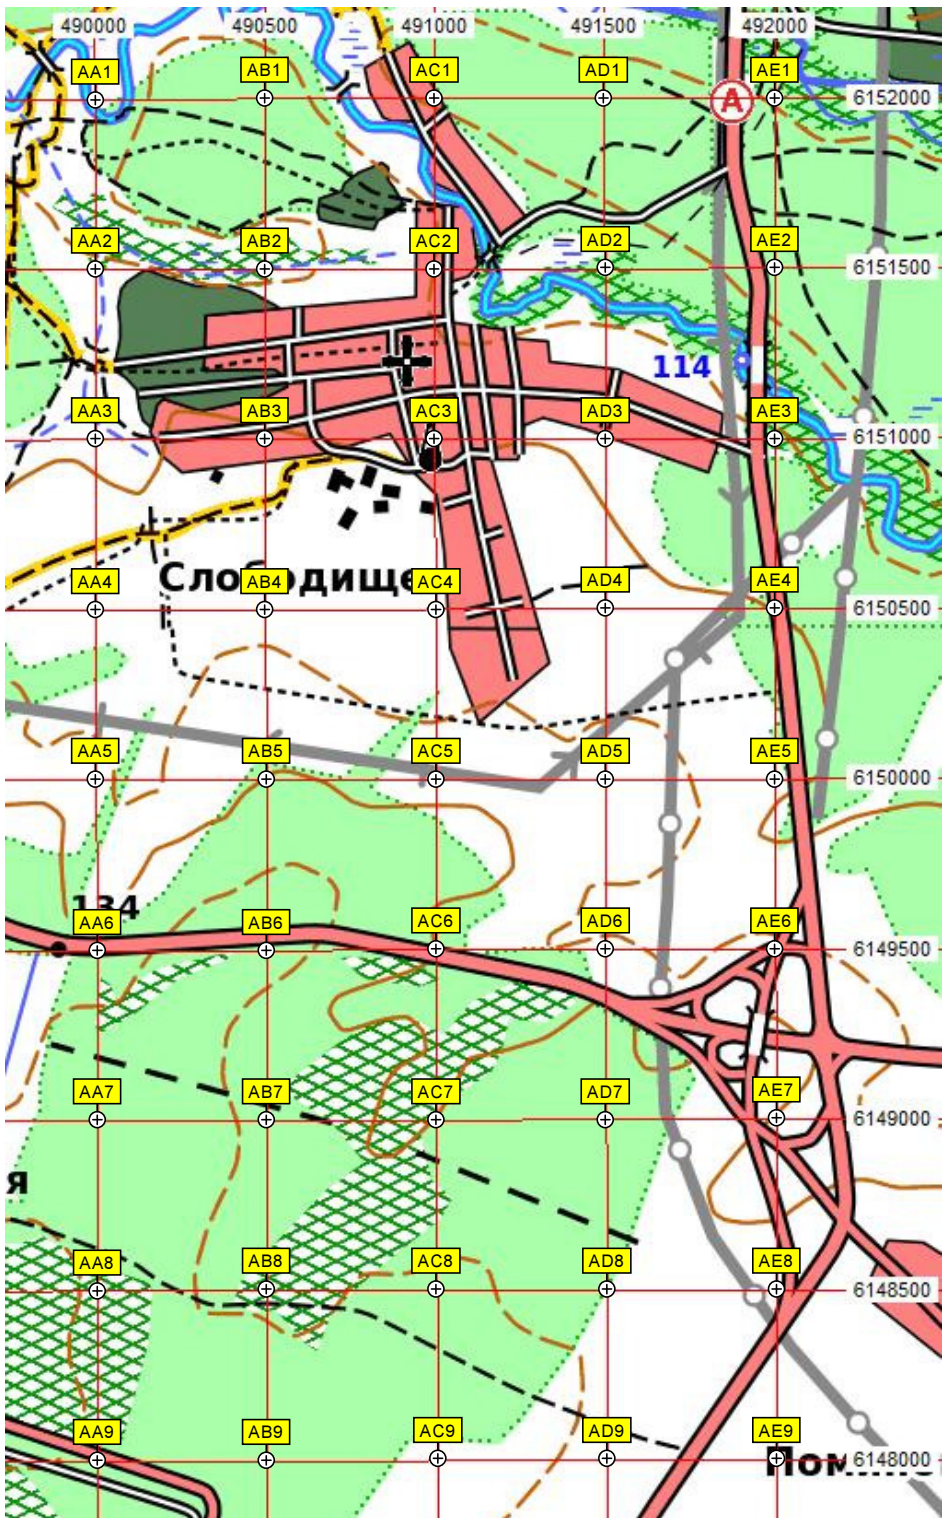 490000 490500 491000 491500 492000
AA1 AB1 AC1 AD1 AE1
A 6152000
AA2 AB2 AC2 AD2 AE2
6151500
114
AA3 AB3 AC3 AD3 AE3
6151000
Слободище
AA4 AB4 AC4 AD4 AE4
6150500
AA5 AB5 AC5 AD5 AE5
6150000
134
AA6 AB6 AC6 AD6 AE6
6149500
AA7 AB7 AC7 AD7 AE7
6149000
я
AA8 AB8 AC8 AD8 AE8
6148500
AA9 AB9 AC9 AD9 AE9
6148000